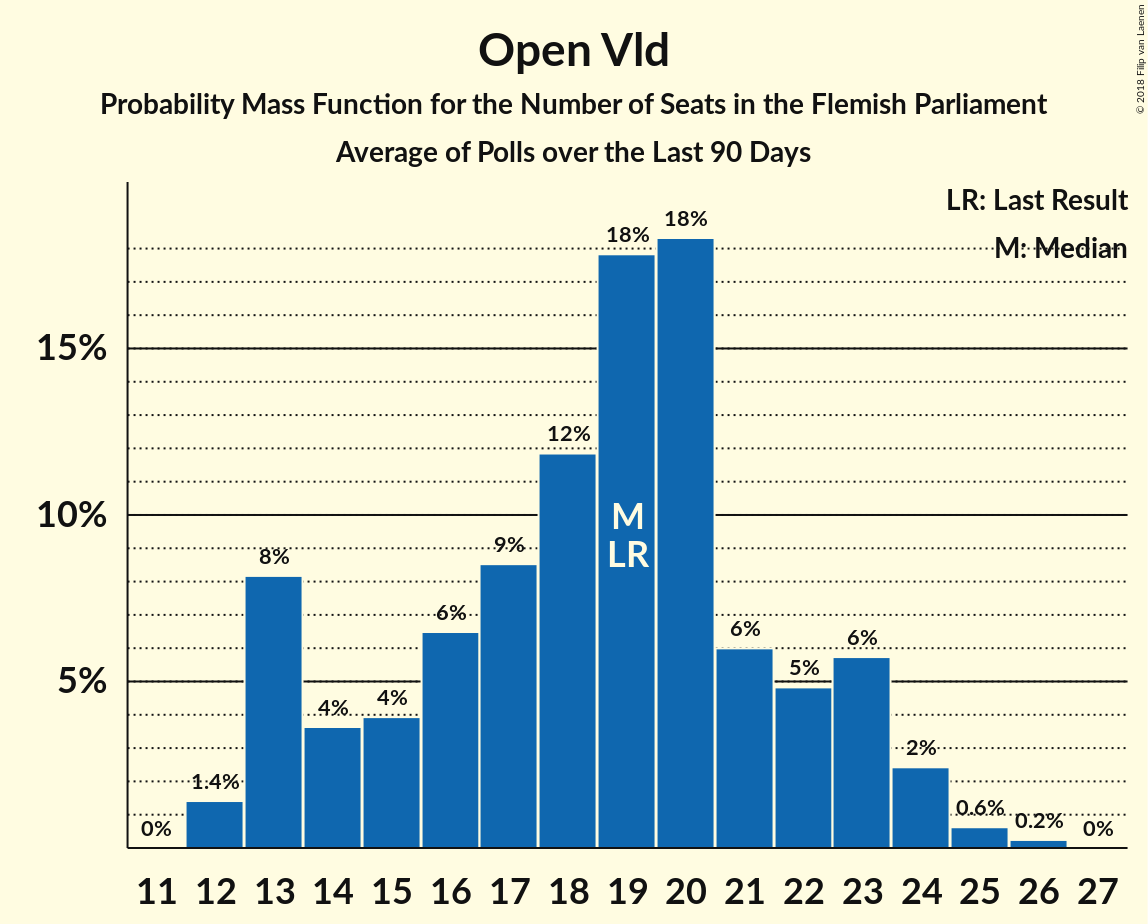 Open Vld
Probability Mass Function for the Number of Seats in the Flemish Parliament
Average of Polls over the Last 90 Days
© 2018 Filip van Laenen
LR: Last Result
M: Median
15%
10%
5%
0%
1.4%
8%
4%
4%
6%
9%
12%
18%
18%
6%
5%
6%
2%
0.6%
0.2%
0%
M
LR
11 12 13 14 15 16 17 18 19 20 21 22 23 24 25 26 27